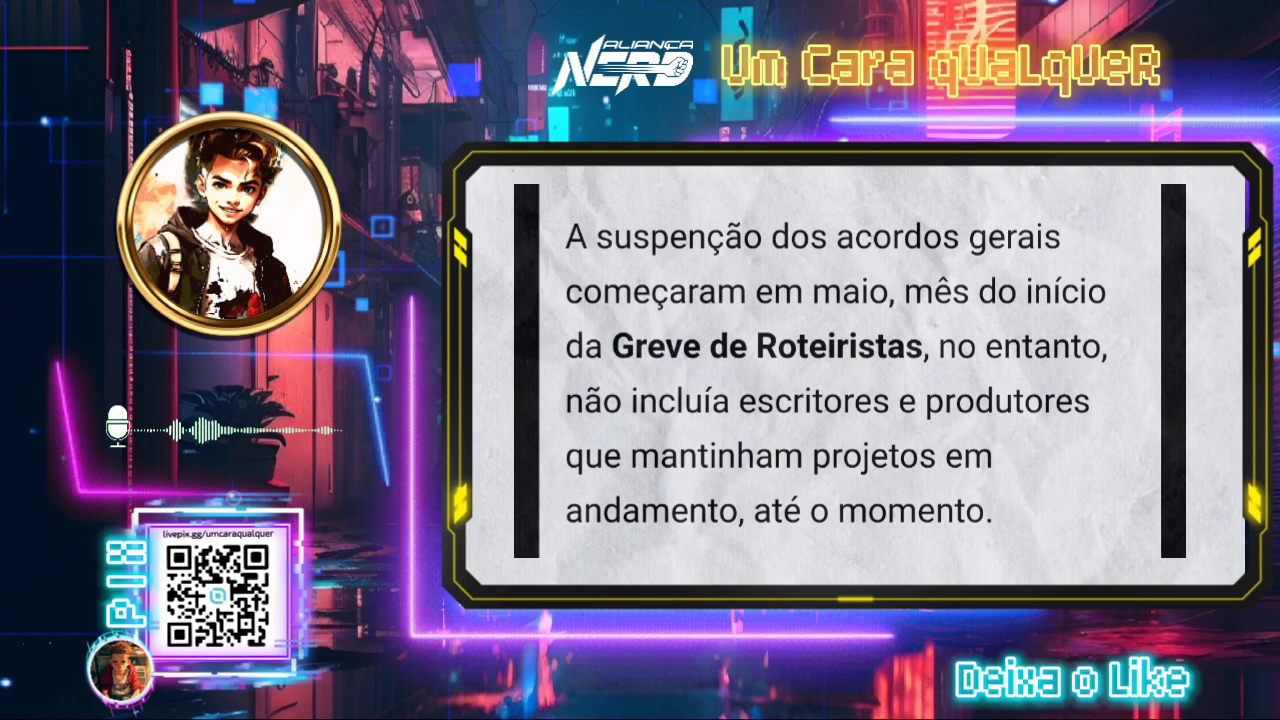 ALIANÇA
NERD
Um Cara qUaLqUeR
A suspenção dos acordos gerais
começaram em maio, mês do início
da Greve de Roteiristas, no entanto,
não incluía escritores e produtores
que mantinham projetos em
andamento, até o momento.
livepix.gg/umcaraqualquer
PIX
Deixa o Like